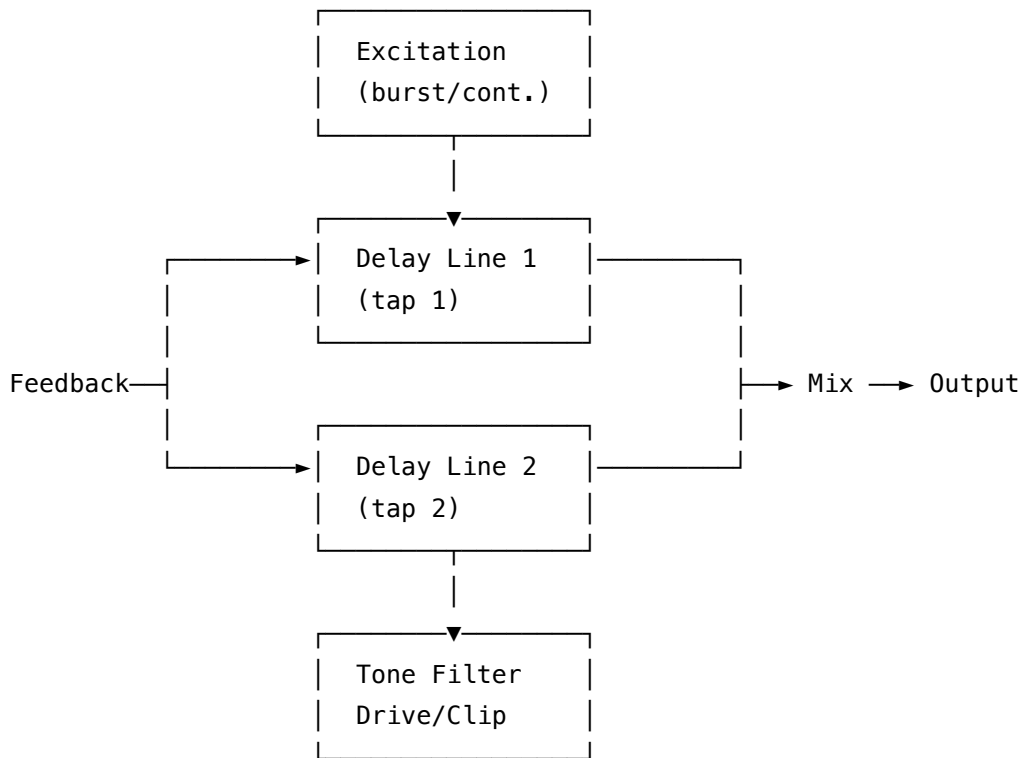 Excitation
(burst/cont.)
Delay Line 1
(tap 1)
Feedback
Mix
Output
Delay Line 2
(tap 2)
Tone Filter
Drive/Clip